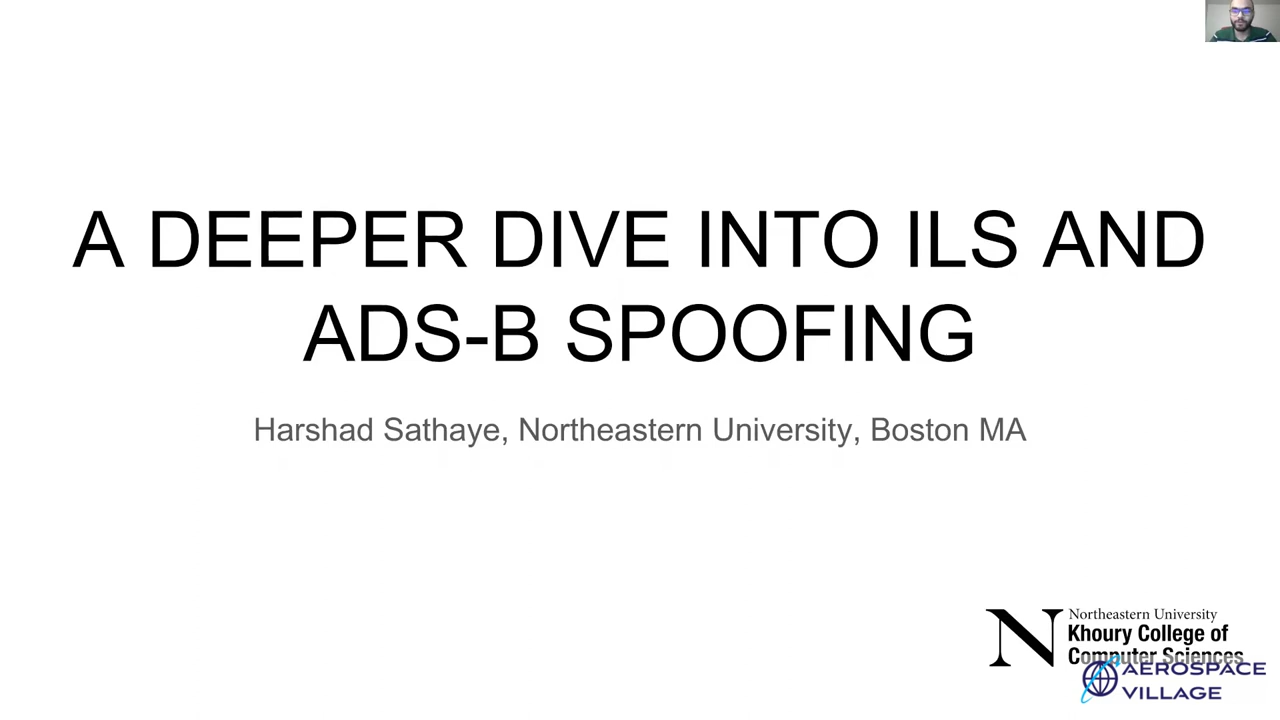 A DEEPER DIVE INTO ILS AND
ADS-B SPOOFING
Harshad Sathaye, Northeastern University, Boston MA
Northeastern University
Khoury College of
Computer Sciences
AEROSPACE
VILLAGE